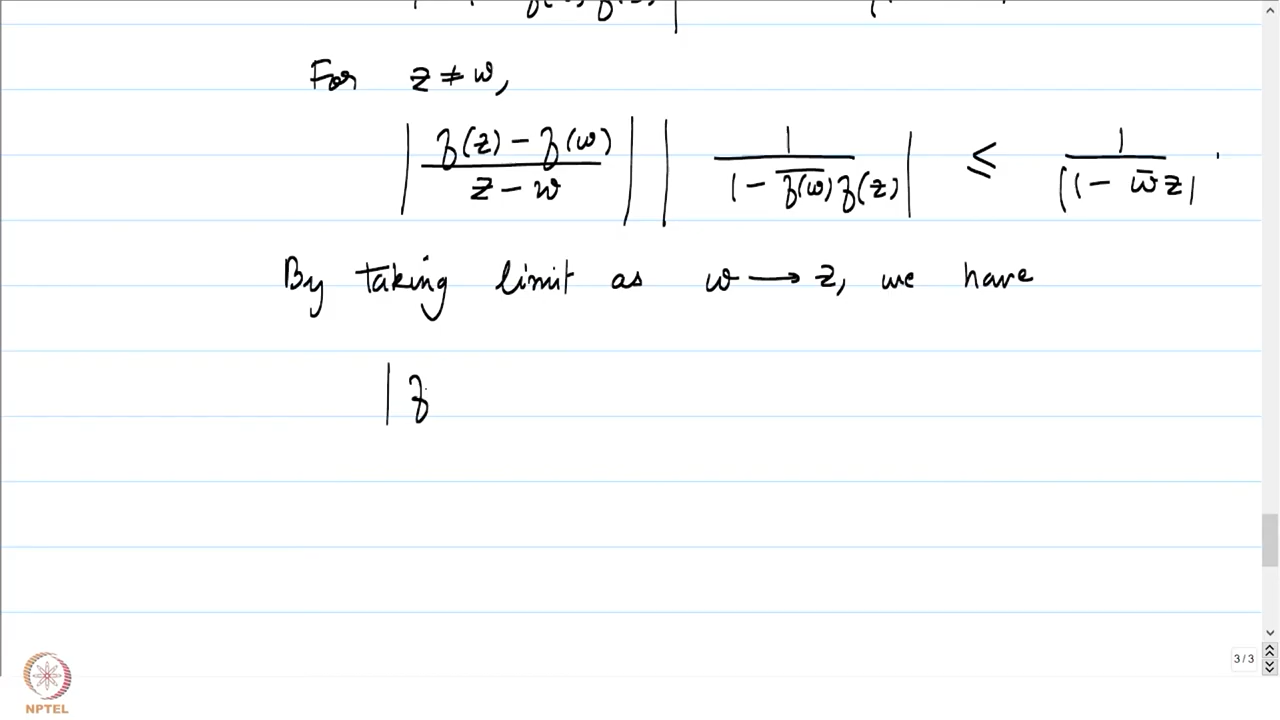 For z ≠ w,
| f(z) − f(w) / z − w | | 1 / 1 − \overline{f(w)} f(z) | ≤ 1 / |1 − \overline{w} z| .
By taking limit as w ⟶ z, we have
| f
3 / 3
NPTEL